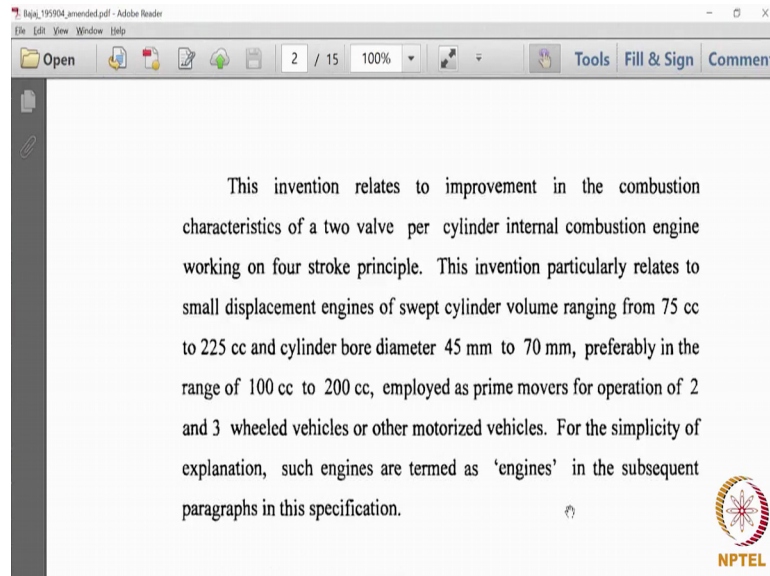 Bajaj_195904_amended.pdf - Adobe Reader
File Edit View Window Help
Open 2 / 15 100% Tools Fill & Sign Commen
This invention relates to improvement in the combustion
characteristics of a two valve per cylinder internal combustion engine
working on four stroke principle. This invention particularly relates to
small displacement engines of swept cylinder volume ranging from 75 cc
to 225 cc and cylinder bore diameter 45 mm to 70 mm, preferably in the
range of 100 cc to 200 cc, employed as prime movers for operation of 2
and 3 wheeled vehicles or other motorized vehicles. For the simplicity of
explanation, such engines are termed as ‘engines’ in the subsequent
paragraphs in this specification.
NPTEL